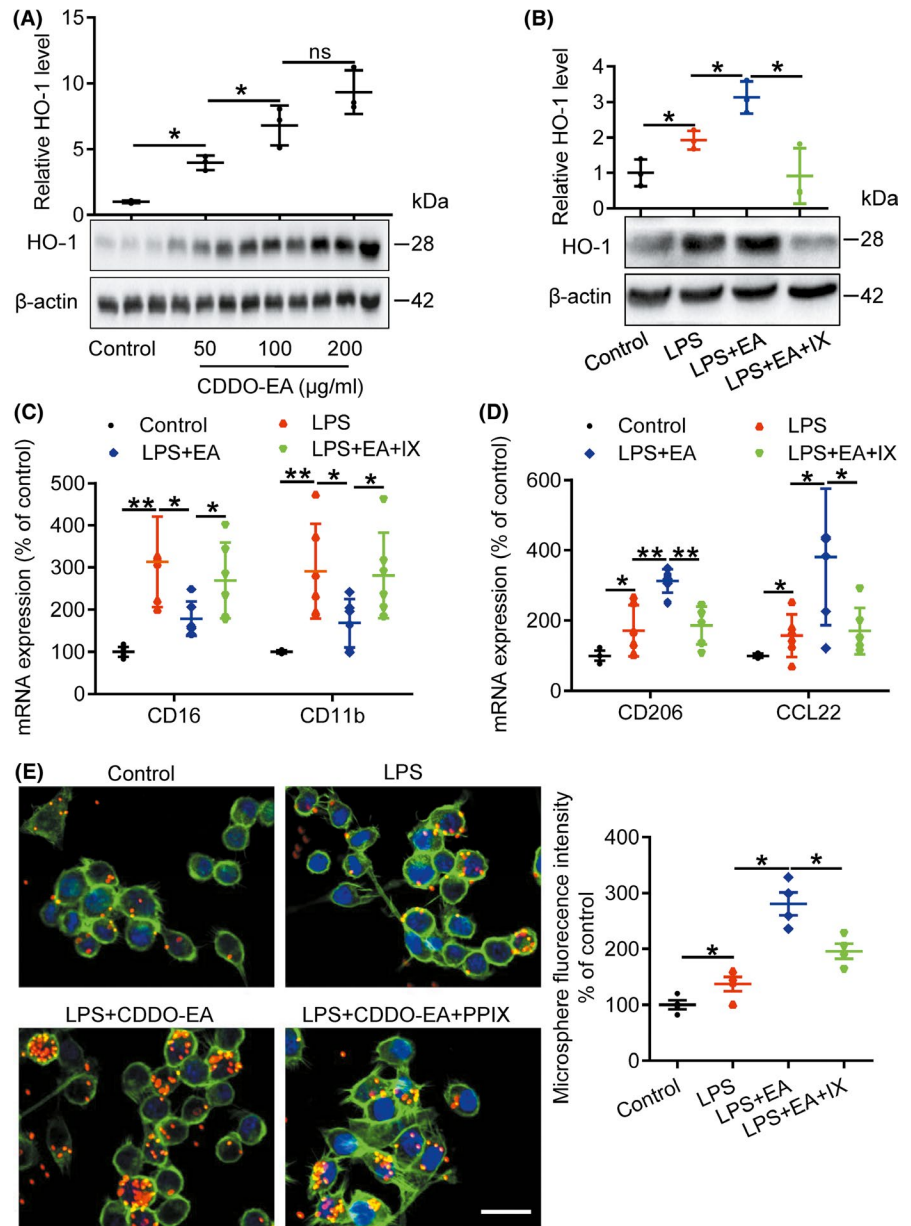 (A)
15
10
5
0
Relative HO-1 level
*
*
ns
kDa
HO-1
–28
β-actin
–42
Control
50
100
200
CDDO-EA (µg/ml)
(B)
4
3
2
1
0
Relative HO-1 level
*
*
*
kDa
HO-1
–28
β-actin
–42
Control
LPS
LPS+EA
LPS+EA+IX
(C)
Control
LPS
LPS+EA
LPS+EA+IX
500
400
300
200
100
0
mRNA expression (% of control)
**
*
*
**
*
*
CD16
CD11b
(D)
Control
LPS
LPS+EA
LPS+EA+IX
600
400
200
0
mRNA expression (% of control)
*
**
**
*
*
*
CD206
CCL22
(E)
Control
LPS
LPS+CDDO-EA
LPS+CDDO-EA+PPIX
400
300
200
100
0
Microsphere fluorecence intensity
% of control
*
*
*
Control
LPS
LPS+EA
LPS+EA+IX